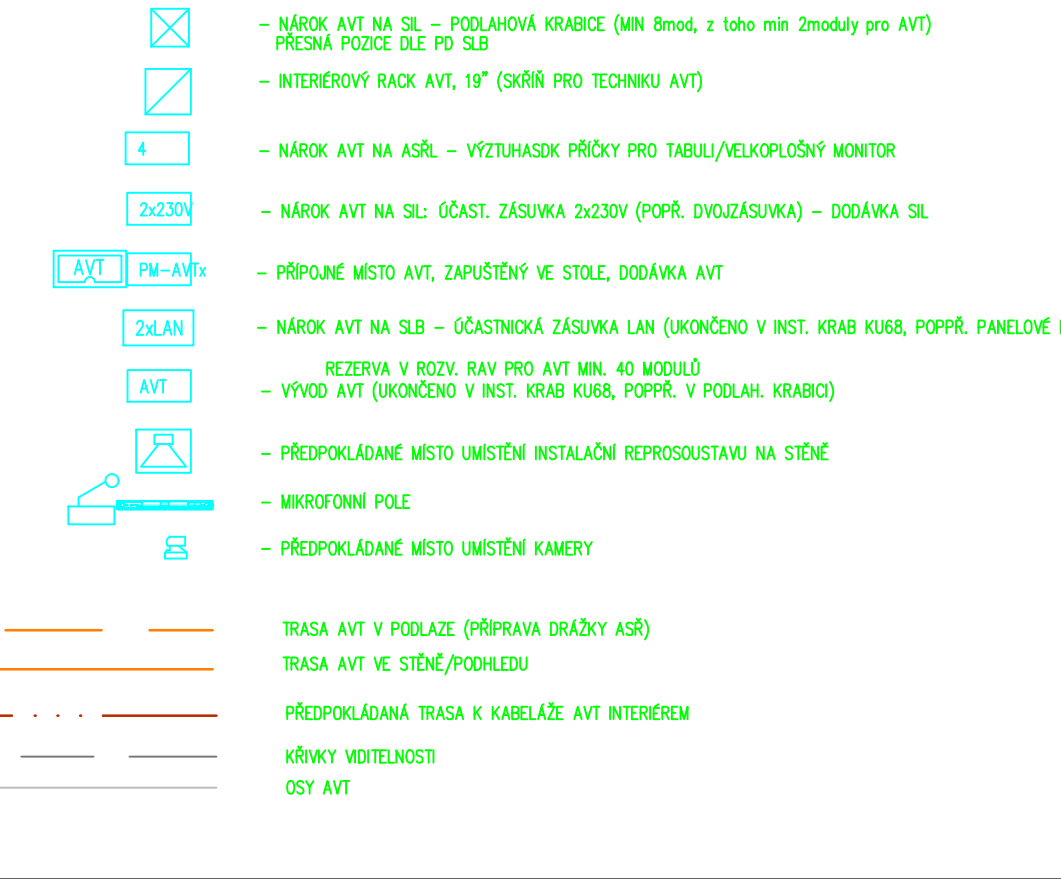 – NÁROK AVT NA SIL – PODLAHOVÁ KRABICE (MIN 8mod, z toho min 2moduly pro AVT)
PŘESNÁ POZICE DLE PD SLB
– INTERIÉROVÝ RACK AVT, 19" (SKŘÍŇ PRO TECHNIKU AVT)
4 – NÁROK AVT NA ASŘL – VÝZTUHASDK PŘÍČKY PRO TABULI/VELKOPLOŠNÝ MONITOR
2x230V – NÁROK AVT NA SIL: ÚČAST. ZÁSUVKA 2x230V (POPŘ. DVOJZÁSUVKA) – DODÁVKA SIL
AVT PM–AVTx – PŘÍPOJNÉ MÍSTO AVT, ZAPUŠTĚNÝ VE STOLE, DODÁVKA AVT
2xLAN – NÁROK AVT NA SLB – ÚČASTNICKÁ ZÁSUVKA LAN (UKONČENO V INST. KRAB KU68, POPPŘ. PANELOVÉ
REZERVA V ROZV. RAV PRO AVT MIN. 40 MODULŮ
AVT – VÝVOD AVT (UKONČENO V INST. KRAB KU68, POPPŘ. V PODLAH. KRABICI)
– PŘEDPOKLÁDANÉ MÍSTO UMÍSTĚNÍ INSTALAČNÍ REPROSOUSTAVU NA STĚNĚ
– MIKROFONNÍ POLE
– PŘEDPOKLÁDANÉ MÍSTO UMÍSTĚNÍ KAMERY
TRASA AVT V PODLAZE (PŘÍPRAVA DRÁŽKY ASŘ)
TRASA AVT VE STĚNĚ/PODHLEDU
PŘEDPOKLÁDANÁ TRASA K KABELÁŽE AVT INTERIÉREM
KŘIVKY VIDITELNOSTI
OSY AVT